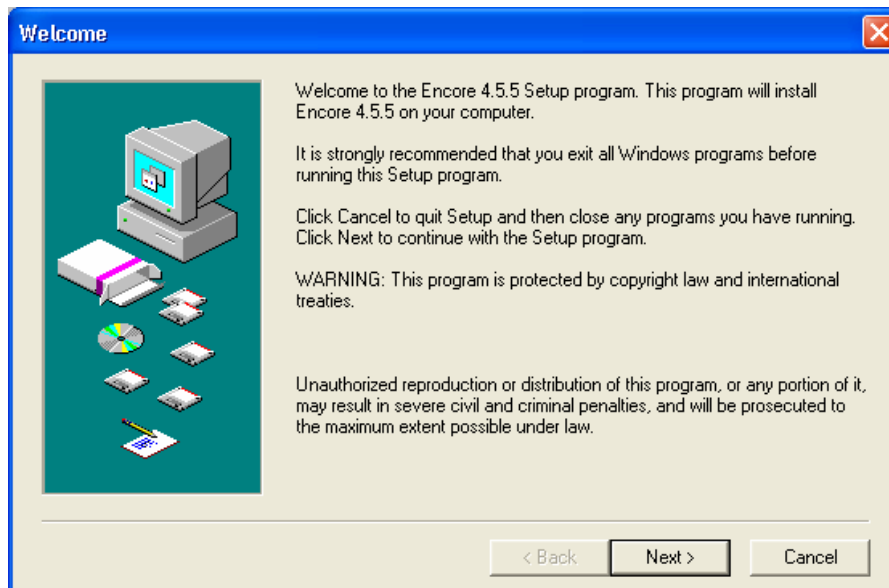 Welcome
Welcome to the Encore 4.5.5 Setup program. This program will install
Encore 4.5.5 on your computer.
It is strongly recommended that you exit all Windows programs before
running this Setup program.
Click Cancel to quit Setup and then close any programs you have running.
Click Next to continue with the Setup program.
WARNING: This program is protected by copyright law and international
treaties.
Unauthorized reproduction or distribution of this program, or any portion of it,
may result in severe civil and criminal penalties, and will be prosecuted to
the maximum extent possible under law.
< Back
Next >
Cancel